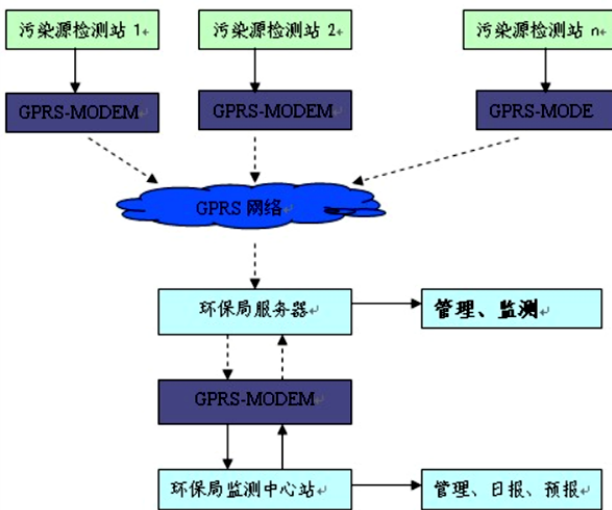 污染源检测站 1
污染源检测站 2
污染源检测站 n
GPRS-MODEM
GPRS-MODEM
GPRS-MODE
GPRS 网络
环保局服务器
管理、监测
GPRS-MODEM
环保局监测中心站
管理、日报、预报